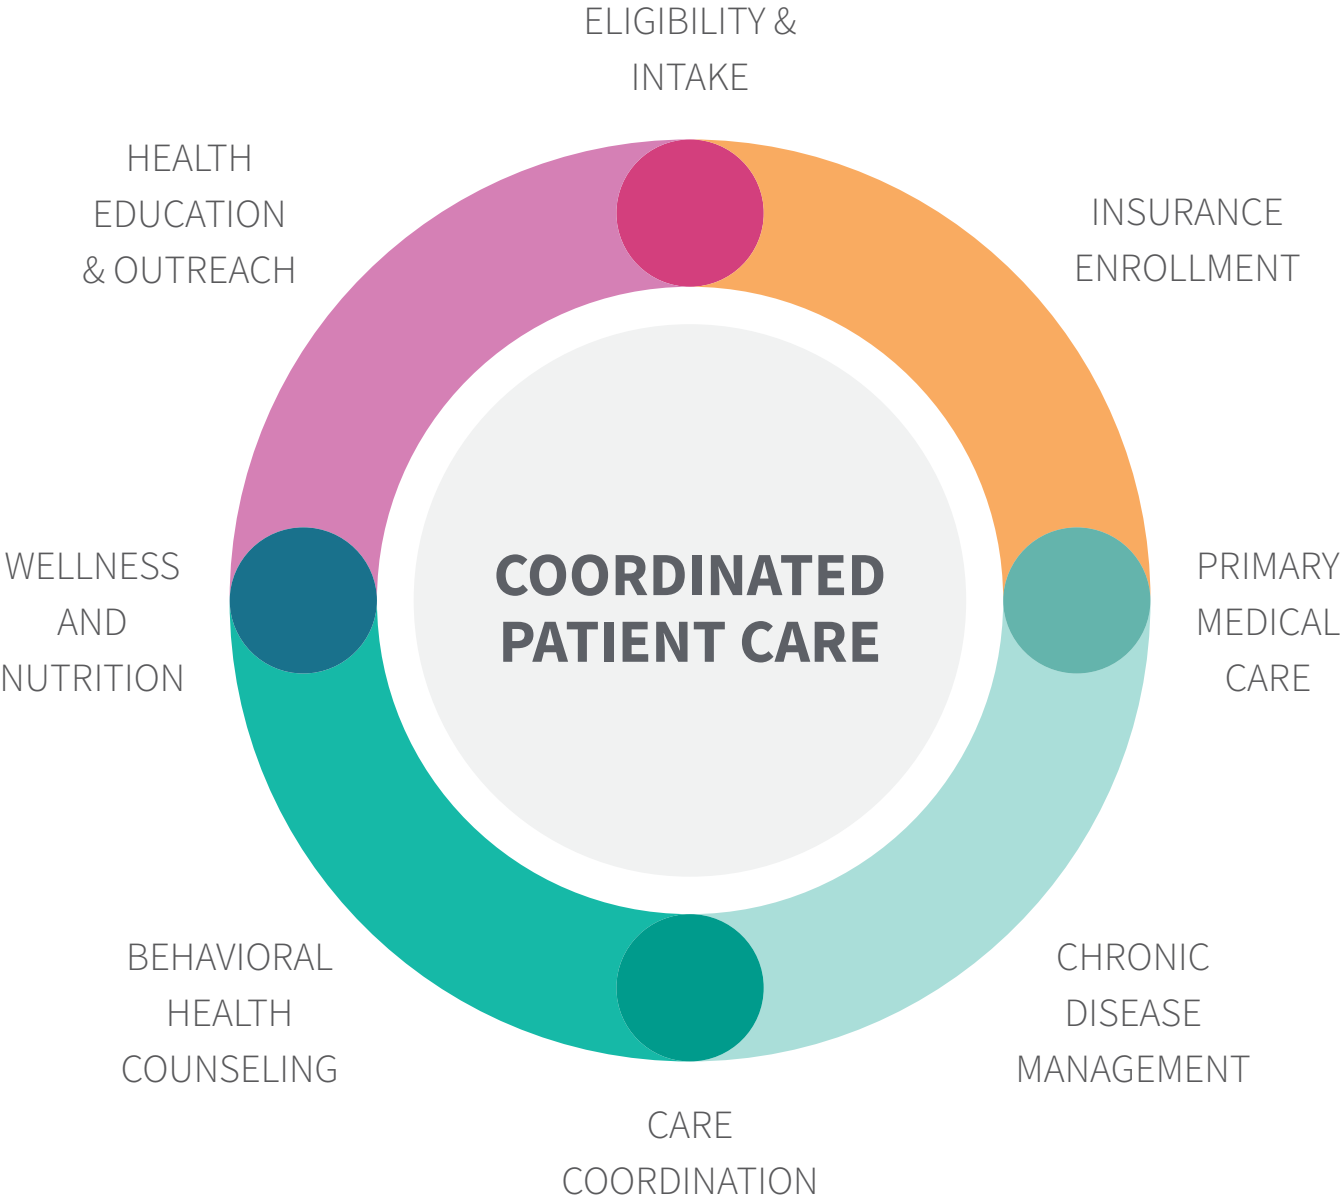 ELIGIBILITY &
INTAKE
HEALTH
EDUCATION
& OUTREACH
INSURANCE
ENROLLMENT
WELLNESS
AND
NUTRITION
COORDINATED
PATIENT CARE
PRIMARY
MEDICAL
CARE
BEHAVIORAL
HEALTH
COUNSELING
CHRONIC
DISEASE
MANAGEMENT
CARE
COORDINATION